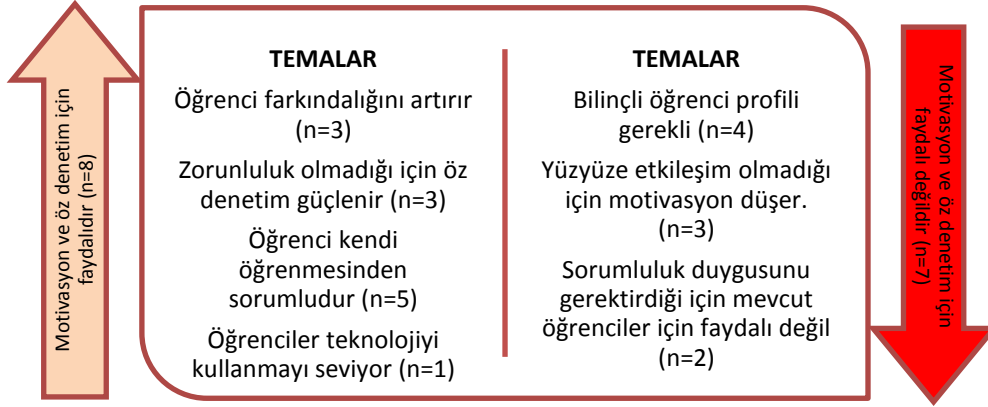 Motivasyon ve öz denetim için
faydalıdır (n=8)
TEMALAR
Öğrenci farkındalığını artırır
(n=3)
Zorunluluk olmadığı için öz
denetim güçlenir (n=3)
Öğrenci kendi
öğrenmesinden
sorumludur (n=5)
Öğrenciler teknolojiyi
kullanmayı seviyor (n=1)
TEMALAR
Bilinçli öğrenci profili
gerekli (n=4)
Yüzyüze etkileşim olmadığı
için motivasyon düşer.
(n=3)
Sorumluluk duygusunu
gerektirdiği için mevcut
öğrenciler için faydalı değil
(n=2)
Motivasyon ve öz denetim için
faydalı değildir (n=7)